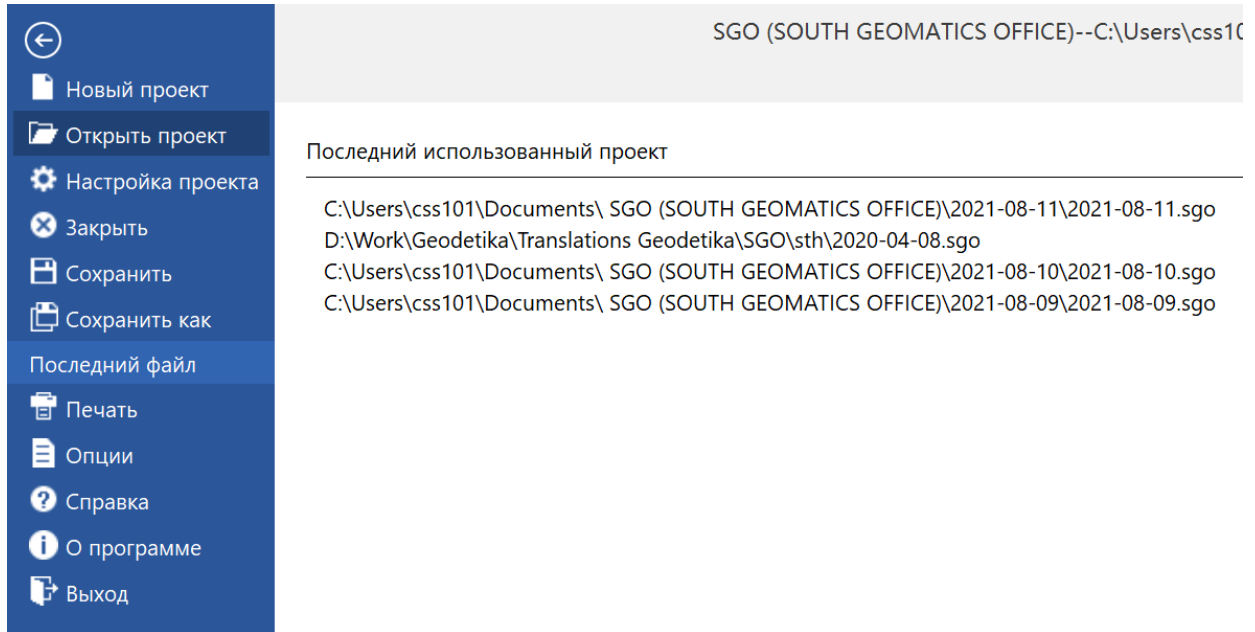 SGO (SOUTH GEOMATICS OFFICE)--C:\Users\css10
Новый проект
Открыть проект
Настройка проекта
Закрыть
Сохранить
Сохранить как
Последний файл
Печать
Опции
Справка
О программе
Выход
Последний использованный проект
C:\Users\css101\Documents\ SGO (SOUTH GEOMATICS OFFICE)\2021-08-11\2021-08-11.sgo
D:\Work\Geodetika\Translations Geodetika\SGO\sth\2020-04-08.sgo
C:\Users\css101\Documents\ SGO (SOUTH GEOMATICS OFFICE)\2021-08-10\2021-08-10.sgo
C:\Users\css101\Documents\ SGO (SOUTH GEOMATICS OFFICE)\2021-08-09\2021-08-09.sgo